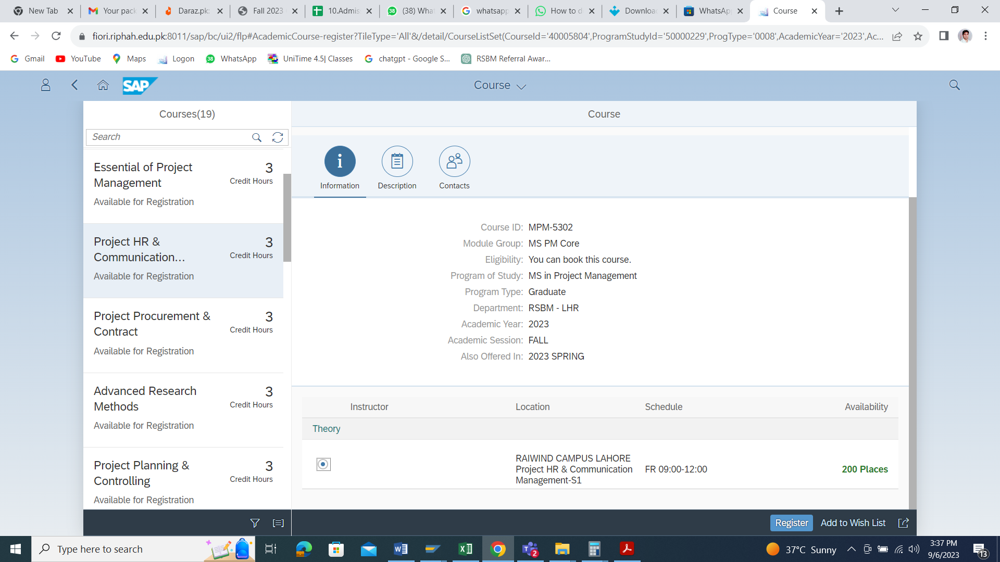 New Tab
Your pack
Daraz.pk:
Fall 2023
10.Admis
(38) What
whatsapp
How to d
Downloa
WhatsAp
Course
fiori.riphah.edu.pk:8011/sap/bc/ui2/flp#AcademicCourse-register?TileType='All'&/detail/CourseListSet(CourseId='40005804',ProgramStudyId='50000229',ProgType='0008',AcademicYear='2023',Ac...
Gmail
YouTube
Maps
Logon
38
WhatsApp
UniTime 4.5| Classes
chatgpt - Google S...
RSBM Referral Awar...
SAP
Course
Courses(19)
Search
Essential of Project
Management
3
Credit Hours
Available for Registration
Project HR &
Communication...
3
Credit Hours
Available for Registration
Project Procurement &
Contract
3
Credit Hours
Available for Registration
Advanced Research
Methods
3
Credit Hours
Available for Registration
Project Planning &
Controlling
3
Credit Hours
Available for Registration
Course
Information
Description
Contacts
Course ID: MPM-5302
Module Group: MS PM Core
Eligibility: You can book this course.
Program of Study: MS in Project Management
Program Type: Graduate
Department: RSBM - LHR
Academic Year: 2023
Academic Session: FALL
Also Offered In: 2023 SPRING
Instructor
Location
Schedule
Availability
Theory
RAIWIND CAMPUS LAHORE
Project HR & Communication
Management-S1
FR 09:00-12:00
200 Places
Register
Add to Wish List
Type here to search
2
37°C Sunny
3:37 PM
9/6/2023
13